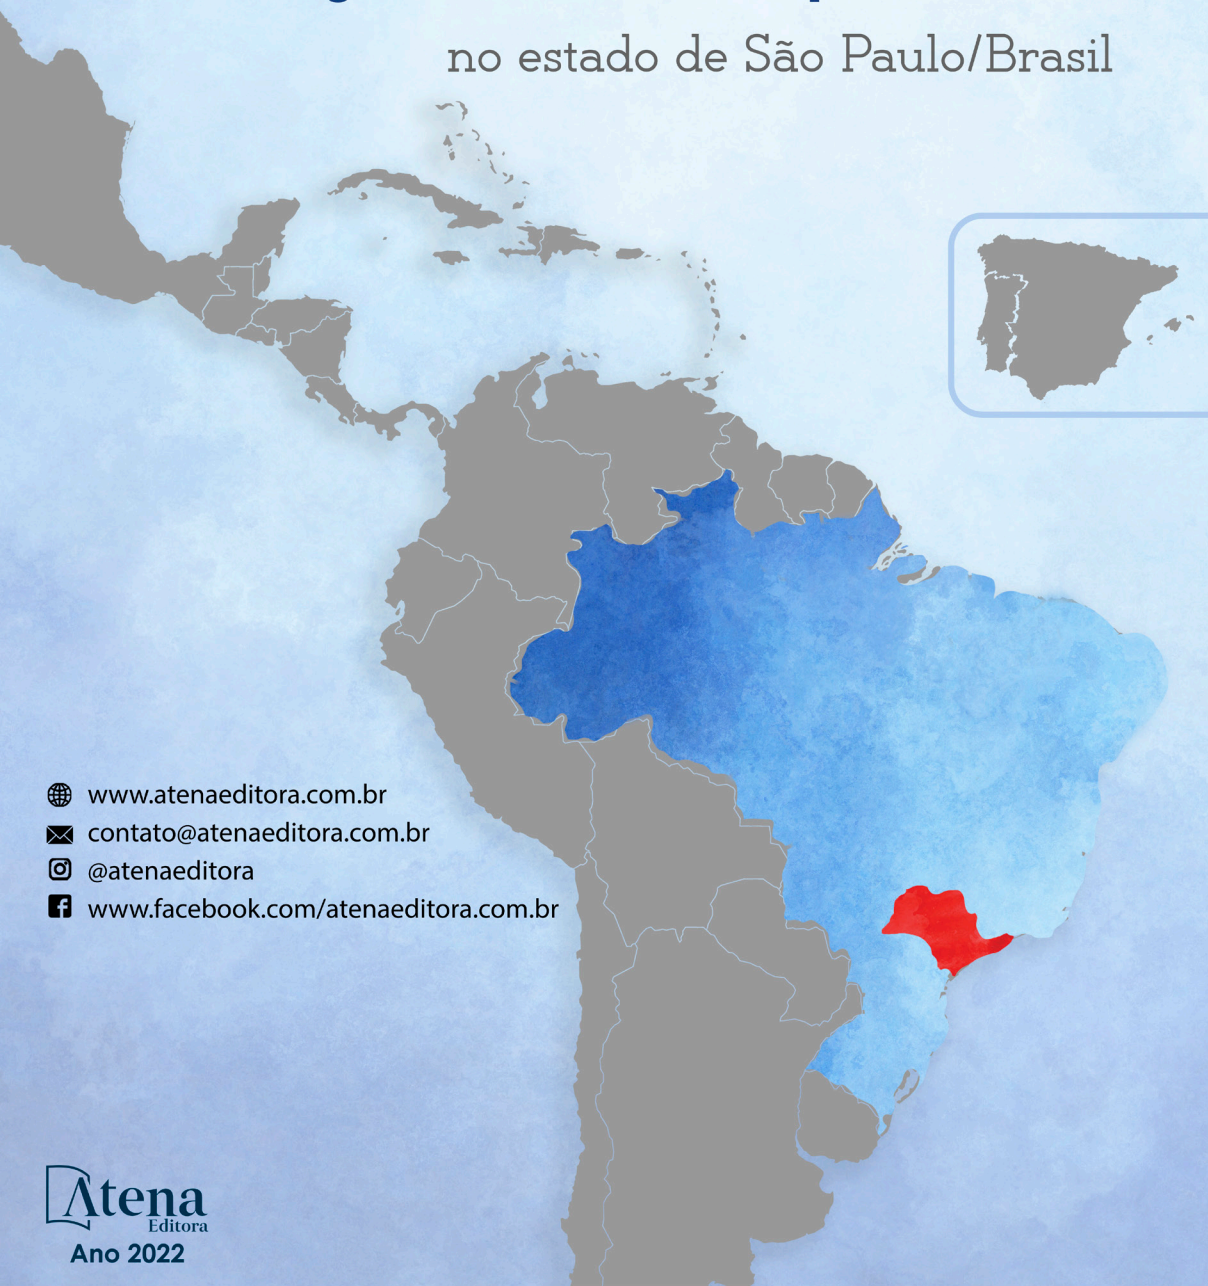 no estado de São Paulo/Brasil
www.atenaeditora.com.br
contato@atenaeditora.com.br
@atenaeditora
www.facebook.com/atenaeditora.com.br
Atena
Editora
Ano 2022